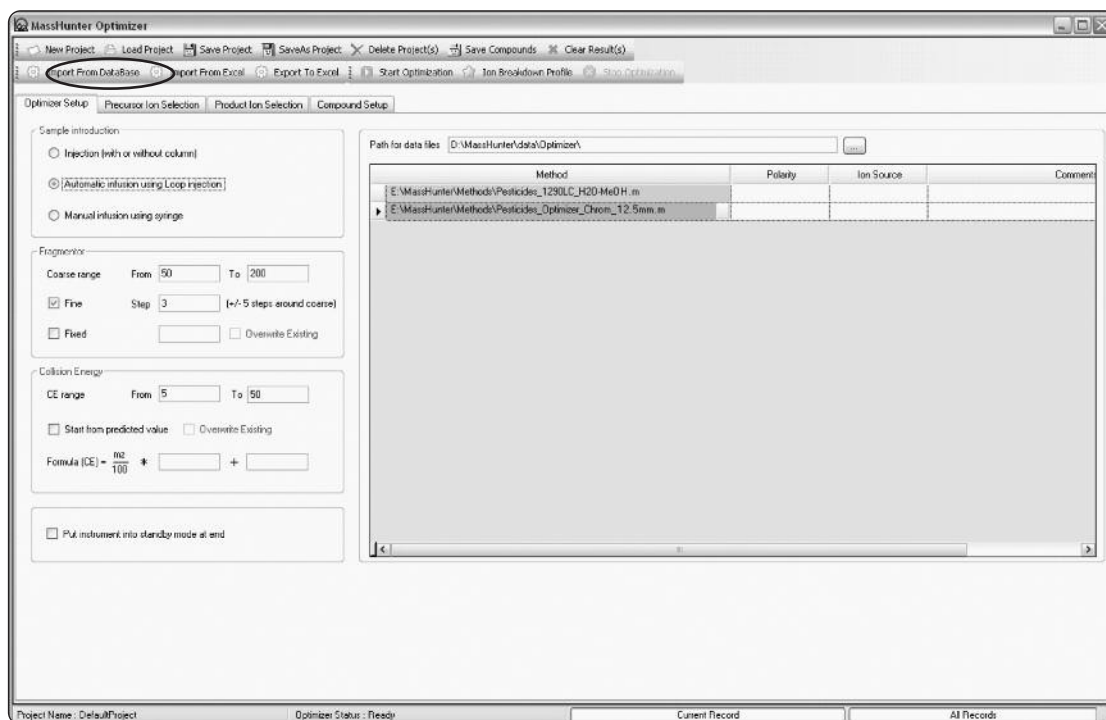 MassHunter Optimizer
New Project Load Project Save Project SaveAs Project Delete Project(s) Save Compounds Clear Result(s)
Import From DataBase Import From Excel Export To Excel Start Optimization Ion Breakdown Profile Stop Optimization
Optimizer Setup Precursor Ion Selection Product Ion Selection Compound Setup
Sample introduction
Injection (with or without column)
Automatic infusion using Loop injection
Manual infusion using syringe
Fragmentor
Coarse range From 50 To 200
Fine Step 3 (+/- 5 steps around coarse)
Fixed Overwrite Existing
Collision Energy
CE range From 5 To 50
Start from predicted value Overwrite Existing
Formula (CE) = mz/100 * +
Put instrument into standby mode at end
Path for data files D:\MassHunter\data\Optimizer\ ...
Method Polarity Ion Source Comments
E:\MassHunter\Methods\Pesticides_1290LC_H2O-MeOH.m
E:\MassHunter\Methods\Pesticides_Optimizer_Chrom_12.5mm.m
Project Name : DefaultProject Optimizer Status : Ready Current Record All Records